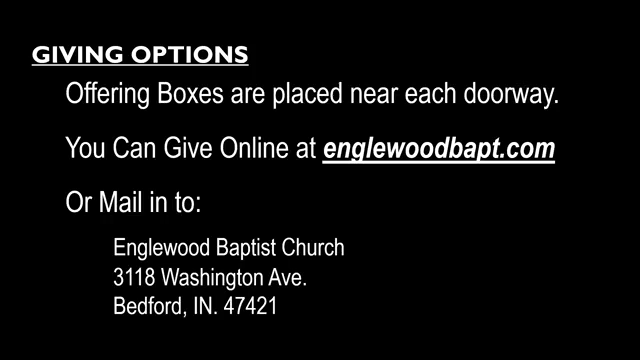 GIVING OPTIONS
Offering Boxes are placed near each doorway.
You Can Give Online at englewoodbapt.com
Or Mail in to:
Englewood Baptist Church
3118 Washington Ave.
Bedford, IN. 47421